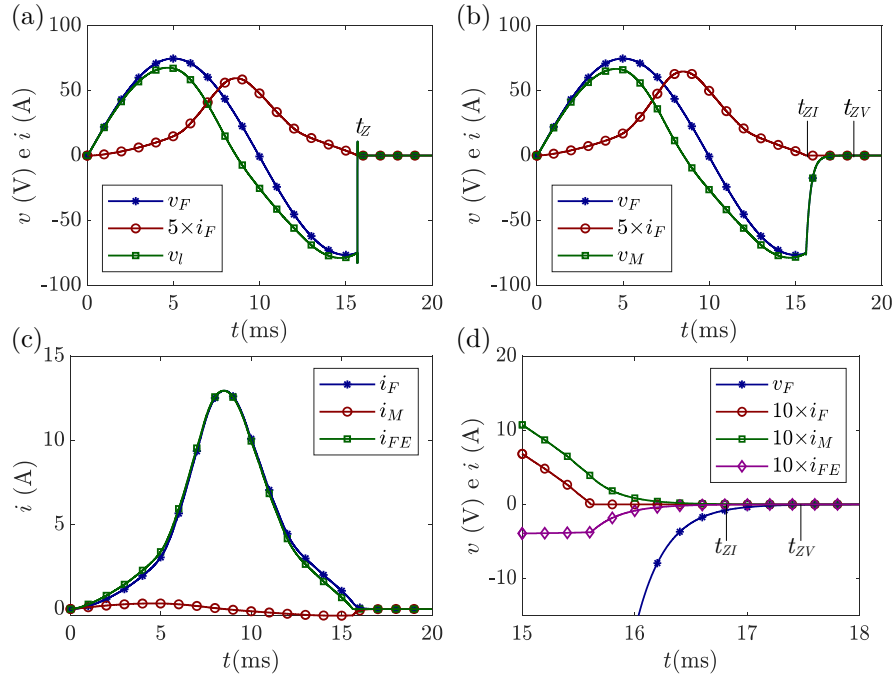 (a)
100
50
0
-50
-100
v (V) e i (A)
t_Z
v_F
5×i_F
v_l
0 5 10 15 20
t(ms)
(b)
100
50
0
-50
-100
v (V) e i (A)
t_ZI t_ZV
v_F
5×i_F
v_M
0 5 10 15 20
t(ms)
(c)
15
10
5
0
i (A)
i_F
i_M
i_FE
0 5 10 15 20
t(ms)
(d)
20
10
0
-10
v (V) e i (A)
v_F
10×i_F
10×i_M
10×i_FE
t_ZI t_ZV
15 16 17 18
t(ms)